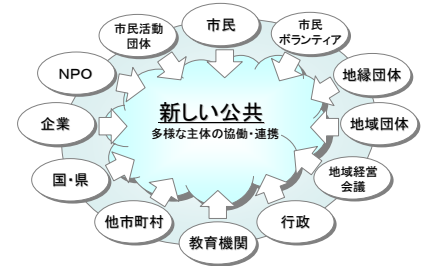 市民
市民
ボランティア
地縁団体
地域団体
地域経営
会議
行政
教育機関
他市町村
国・県
企業
NPO
市民活動
団体
新しい公共
多様な主体の協働・連携